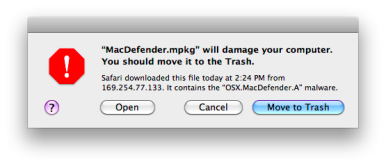 “MacDefender.mpkg” will damage your computer.
You should move it to the Trash.
Safari downloaded this file today at 2:24 PM from
169.254.77.133. It contains the “OSX.MacDefender.A” malware.
?
Open
Cancel
Move to Trash